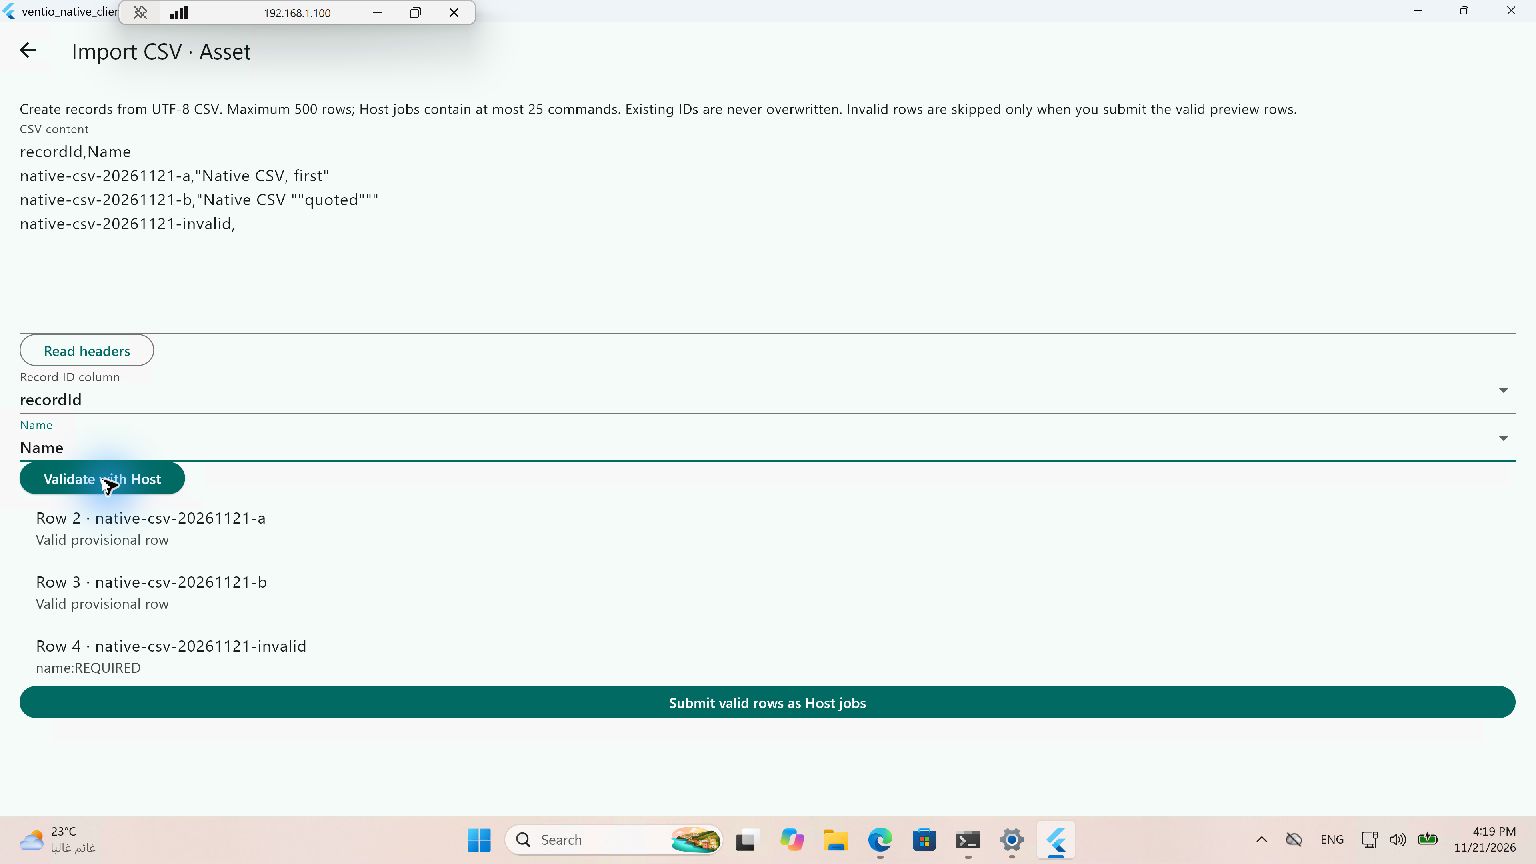 ventio_native_clien
192.168.1.100
Import CSV · Asset
Create records from UTF-8 CSV. Maximum 500 rows; Host jobs contain at most 25 commands. Existing IDs are never overwritten. Invalid rows are skipped only when you submit the valid preview rows.
CSV content
recordId,Name
native-csv-20261121-a,"Native CSV, first"
native-csv-20261121-b,"Native CSV ""quoted"""
native-csv-20261121-invalid,
Read headers
Record ID column
recordId
Name
Name
Validate with Host
Row 2 · native-csv-20261121-a
Valid provisional row
Row 3 · native-csv-20261121-b
Valid provisional row
Row 4 · native-csv-20261121-invalid
name:REQUIRED
Submit valid rows as Host jobs
23°C
غائم غالبا
Search
ENG
4:19 PM
11/21/2026